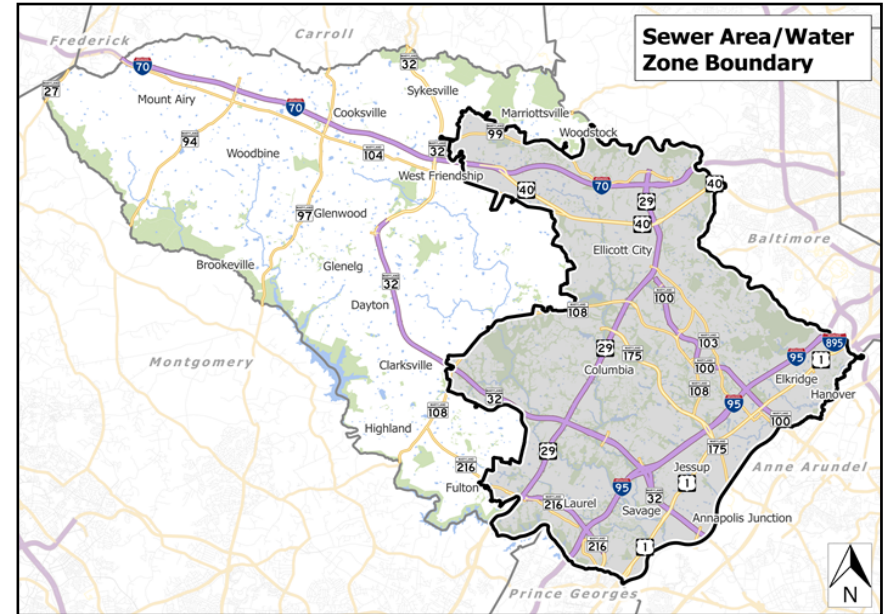 Sewer Area/Water
Zone Boundary
Frederick
Carroll
70
32
27
Mount Airy
Sykesville
70
Cooksville
Marriottsville
94
99
Woodstock
Woodbine
104
32
West Friendship
40
70
40
29
97
Glenwood
40
Ellicott City
Baltimore
Brookeville
Glenelg
32
Dayton
100
108
103
895
29
175
95
1
Montgomery
Clarksville
Columbia
100
Elkridge
32
108
95
Hanover
108
100
Highland
29
175
216
Jessup
Anne Arundel
Fulton
95
1
32
216
Laurel
Savage
Annapolis Junction
216
1
Prince Georges
N